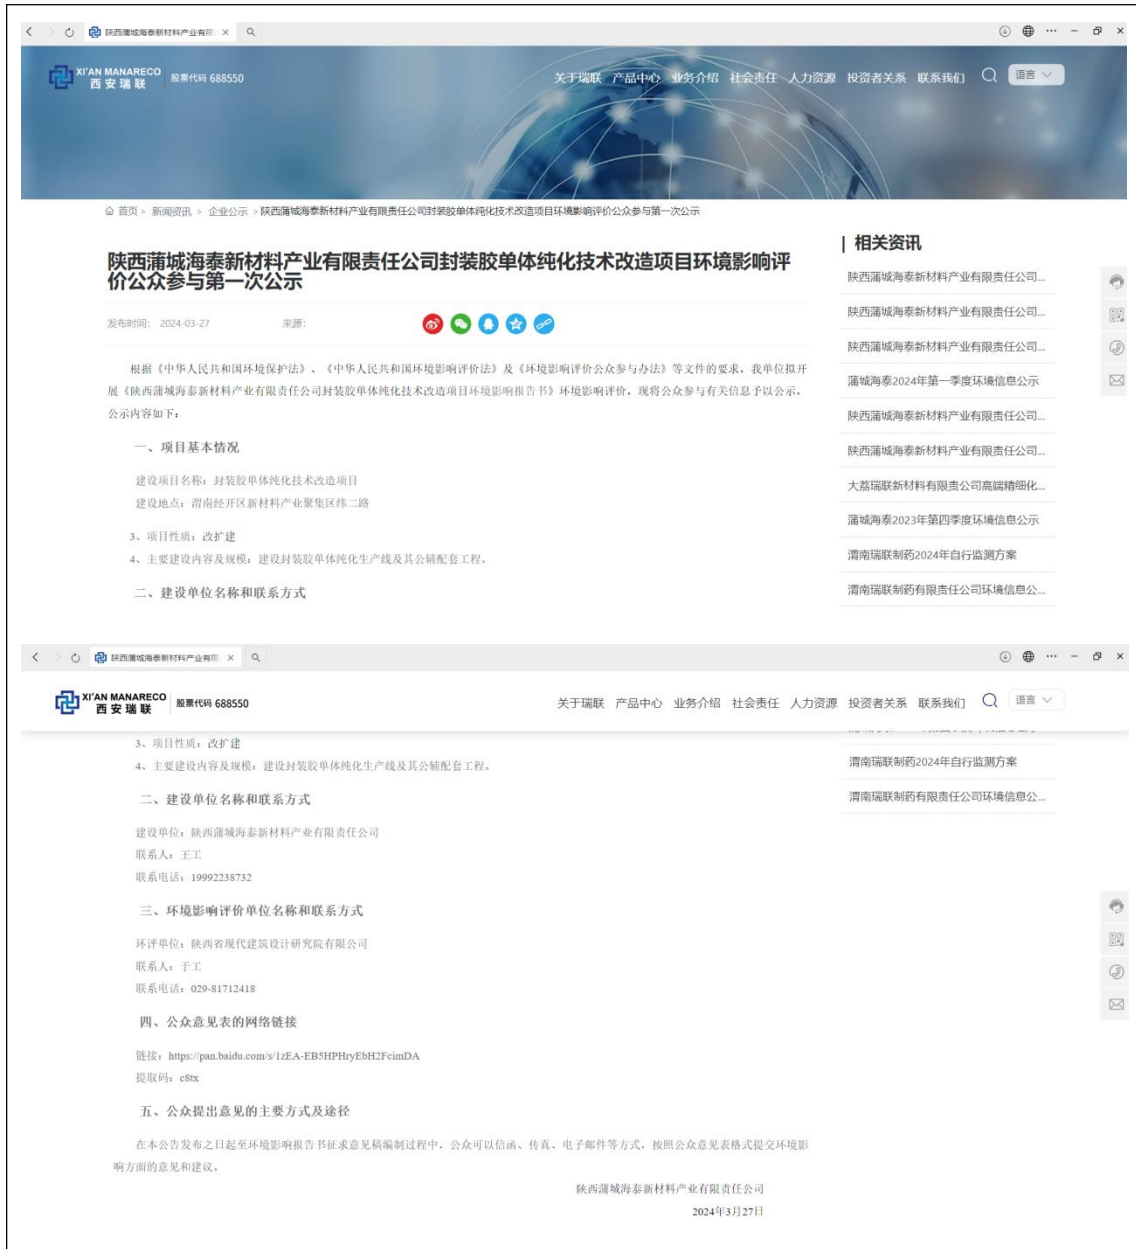 陕西蒲城海泰新材料产业有限
XI'AN MANARECO
西安瑞联
股票代码 688550
关于瑞联 产品中心 业务介绍 社会责任 人力资源 投资者关系 联系我们
语言
首页 > 新闻资讯 > 企业公示 > 陕西蒲城海泰新材料产业有限责任公司封装胶单体纯化技术改造项目环境影响评价公众参与第一次公示
陕西蒲城海泰新材料产业有限责任公司封装胶单体纯化技术改造项目环境影响评
价公众参与第一次公示
发布时间: 2024-03-27 来源:
根据《中华人民共和国环境保护法》、《中华人民共和国环境影响评价法》及《环境影响评价公众参与办法》等文件的要求,我单位拟开
展《陕西蒲城海泰新材料产业有限责任公司封装胶单体纯化技术改造项目环境影响报告书》环境影响评价,现将公众参与有关信息予以公示,
公示内容如下:
一、项目基本情况
建设项目名称:封装胶单体纯化技术改造项目
建设地点:渭南经开区新材料产业聚集区纬二路
3、项目性质:改扩建
4、主要建设内容及规模:建设封装胶单体纯化生产线及其公辅配套工程。
二、建设单位名称和联系方式
相关资讯
陕西蒲城海泰新材料产业有限责任公司...
陕西蒲城海泰新材料产业有限责任公司...
陕西蒲城海泰新材料产业有限责任公司...
蒲城海泰2024年第一季度环境信息公示
陕西蒲城海泰新材料产业有限责任公司...
陕西蒲城海泰新材料产业有限责任公司...
大荔瑞联新材料有限责公司高端精细化...
蒲城海泰2023年第四季度环境信息公示
渭南瑞联制药2024年自行监测方案
渭南瑞联制药有限责任公司环境信息公...
陕西蒲城海泰新材料产业有限
XI'AN MANARECO
西安瑞联
股票代码 688550
关于瑞联 产品中心 业务介绍 社会责任 人力资源 投资者关系 联系我们
语言
3、项目性质:改扩建
4、主要建设内容及规模:建设封装胶单体纯化生产线及其公辅配套工程。
二、建设单位名称和联系方式
建设单位:陕西蒲城海泰新材料产业有限责任公司
联系人:王工
联系电话:19992238732
三、环境影响评价单位名称和联系方式
环评单位:陕西省现代建筑设计研究院有限公司
联系人:于工
联系电话:029-81712418
四、公众意见表的网络链接
链接:https://pan.baidu.com/s/1zEA-EB5HPHryEbH2FcimDA
提取码:c8tx
五、公众提出意见的主要方式及途径
在本公告发布之日起至环境影响报告书征求意见稿编制过程中,公众可以信函、传真、电子邮件等方式,按照公众意见表格式提交环境影
响方面的意见和建议。
陕西蒲城海泰新材料产业有限责任公司
2024年3月27日
渭南瑞联制药2024年自行监测方案
渭南瑞联制药有限责任公司环境信息公...